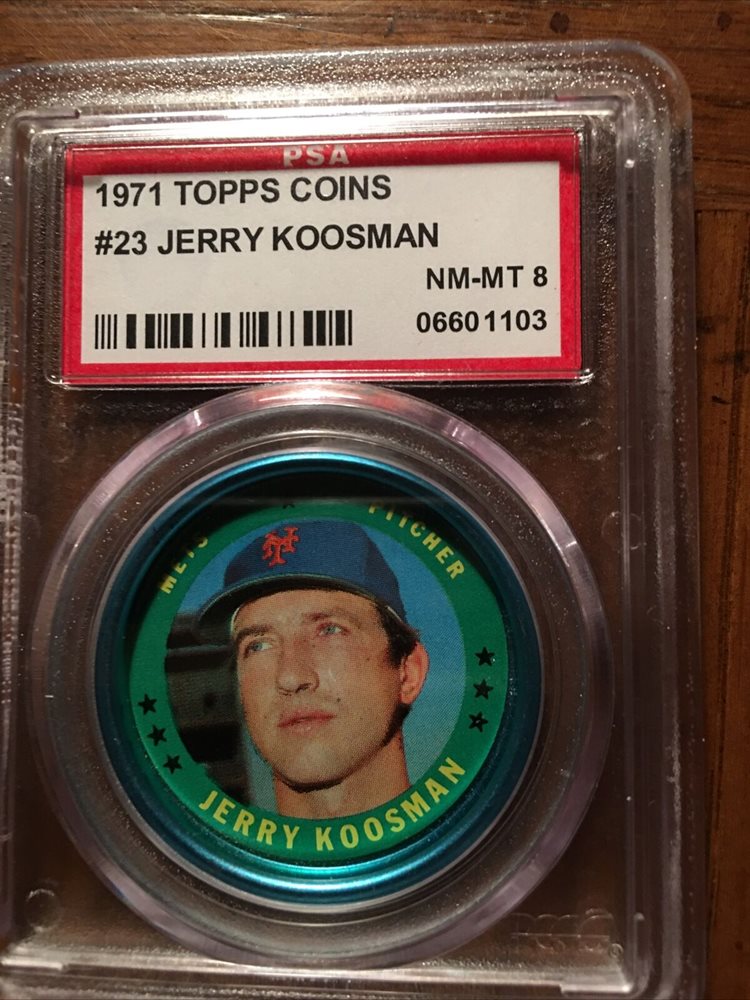 PSA
1971 TOPPS COINS
#23 JERRY KOOSMAN
NM-MT 8
06601103
METS
PITCHER
JERRY KOOSMAN